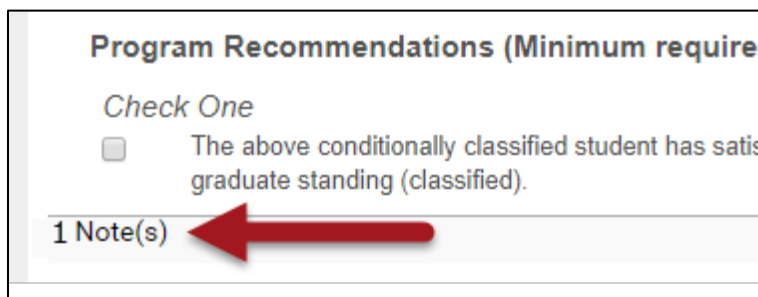 Program Recommendations (Minimum require
Check One
The above conditionally classified student has satis
graduate standing (classified).
1 Note(s)